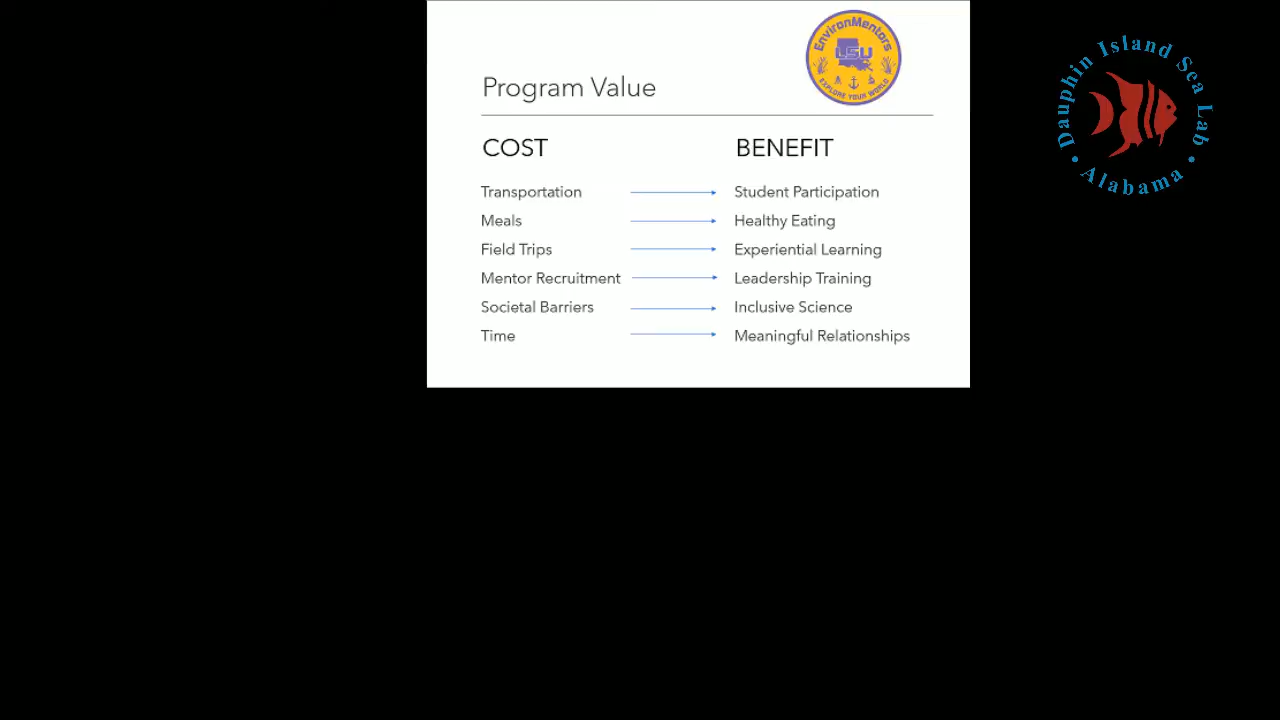 EnvironMentors
LSU
EXPLORE YOUR WORLD
Program Value
COST BENEFIT
Transportation Student Participation
Meals Healthy Eating
Field Trips Experiential Learning
Mentor Recruitment Leadership Training
Societal Barriers Inclusive Science
Time Meaningful Relationships
Dauphin Island Sea Lab
• Alabama •